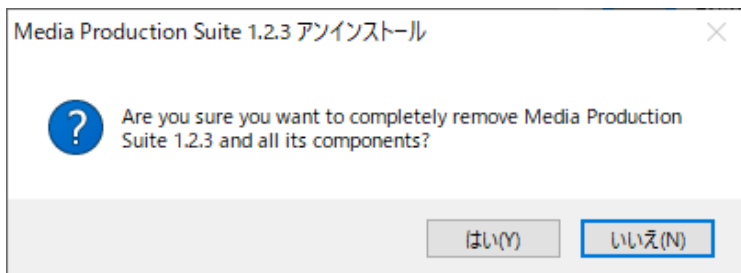 Media Production Suite 1.2.3 アンインストール
Are you sure you want to completely remove Media Production
Suite 1.2.3 and all its components?
はい(Y) いいえ(N)